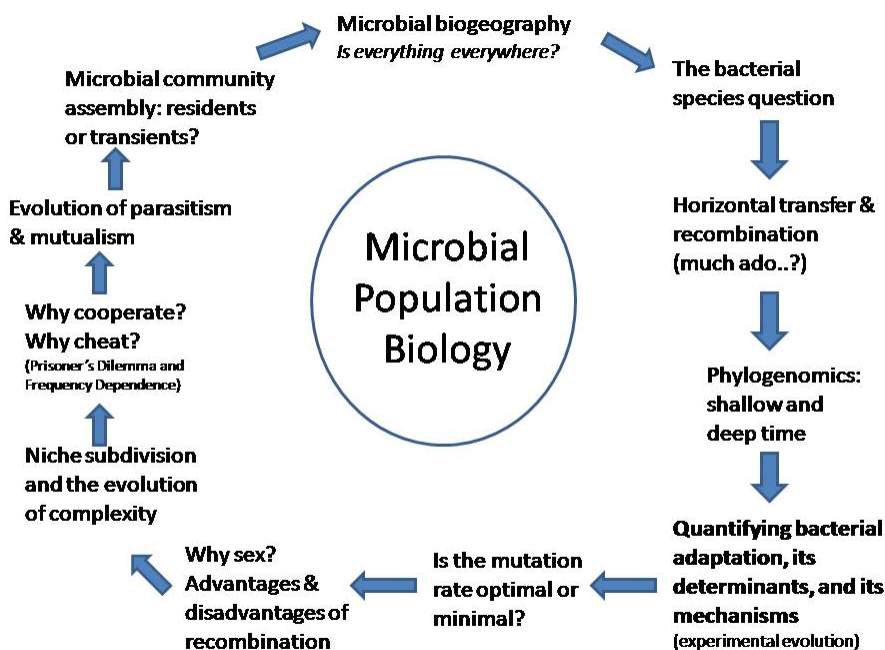 Microbial biogeography
Is everything everywhere?
The bacterial
species question
Horizontal transfer &
recombination
(much ado..?)
Phylogenomics:
shallow and
deep time
Quantifying bacterial
adaptation, its
determinants, and its
mechanisms
(experimental evolution)
Is the mutation
rate optimal or
minimal?
Why sex?
Advantages &
disadvantages of
recombination
Niche subdivision
and the evolution
of complexity
Why cooperate?
Why cheat?
(Prisoner's Dilemma and
Frequency Dependence)
Evolution of parasitism
& mutualism
Microbial community
assembly: residents
or transients?
Microbial
Population
Biology